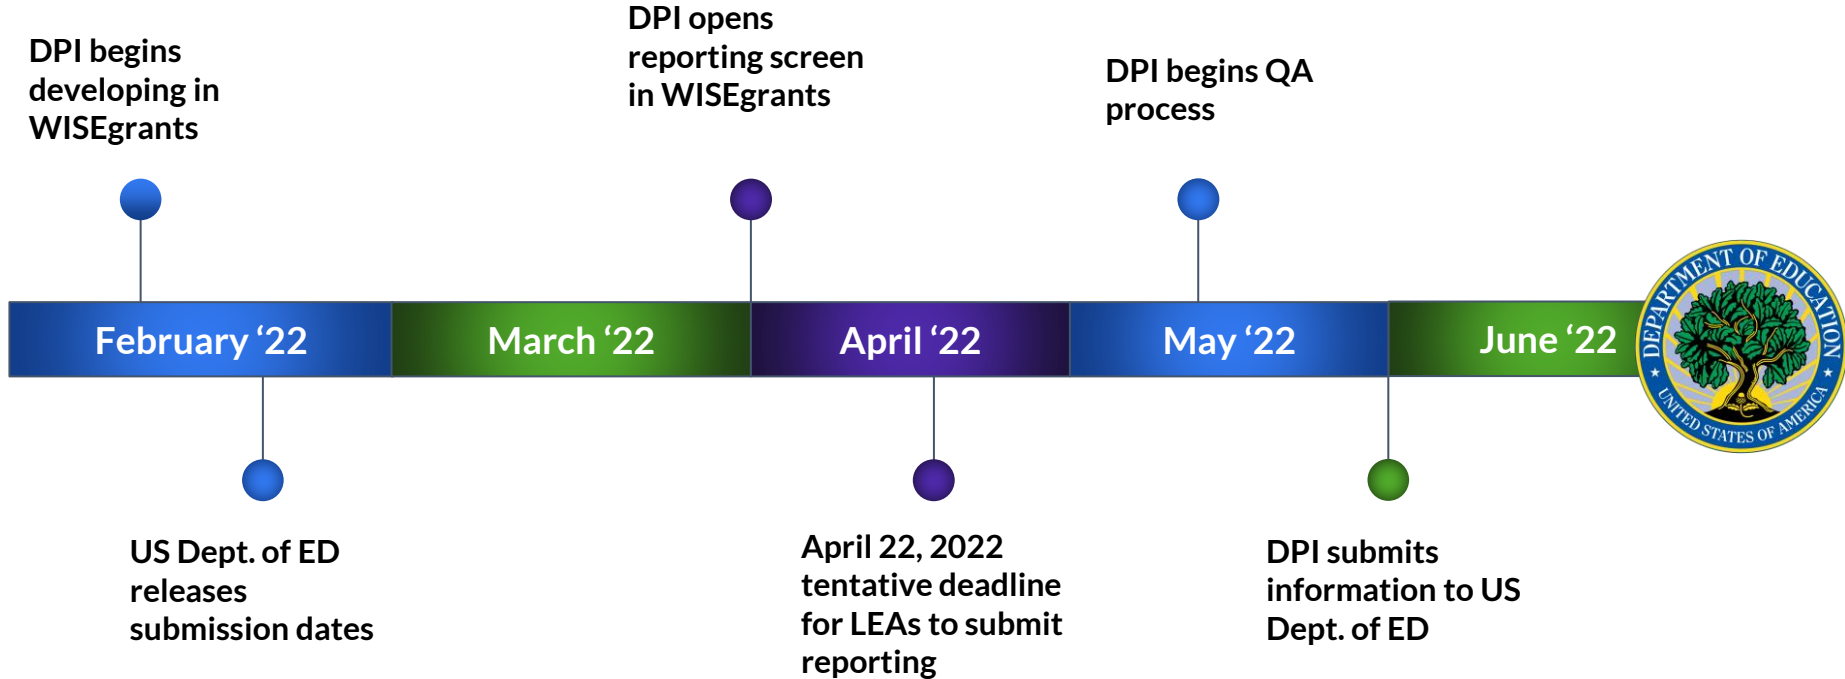 DPI begins
developing in
WISEgrants
DPI opens
reporting screen
in WISEgrants
DPI begins QA
process
February ‘22
March ‘22
April ‘22
May ‘22
June ‘22
DEPARTMENT OF EDUCATION
UNITED STATES OF AMERICA
US Dept. of ED
releases
submission dates
April 22, 2022
tentative deadline
for LEAs to submit
reporting
DPI submits
information to US
Dept. of ED